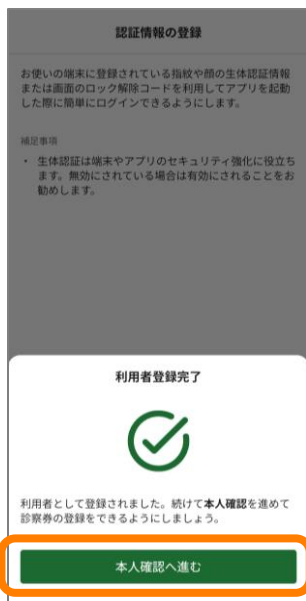 認証情報の登録
お使いの端末に登録されている指紋や顔の生体認証情報
または画面のロック解除コードを利用してアプリを起動
した際に簡単にログインできるようにします。
補足事項
・ 生体認証は端末やアプリのセキュリティ強化に役立ち
ます。無効にされている場合は有効にされることをお
勧めします。
利用者登録完了
利用者として登録されました。続けて本人確認を進めて
診察券の登録をできるようにしましょう。
本人確認へ進む